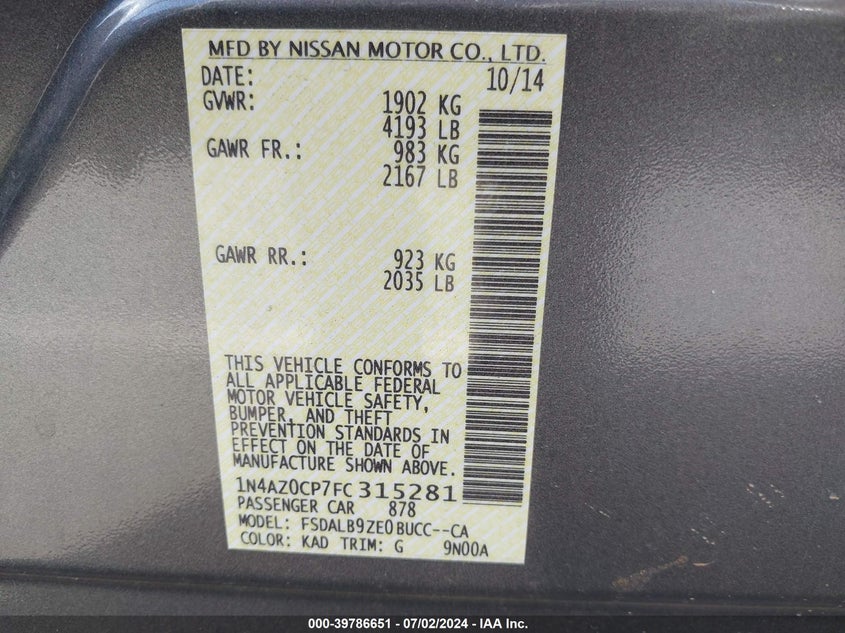 MFD BY NISSAN MOTOR CO., LTD.
DATE: 10/14
GVWR: 1902 KG
4193 LB
GAWR FR.: 983 KG
2167 LB
GAWR RR.: 923 KG
2035 LB
THIS VEHICLE CONFORMS TO
ALL APPLICABLE FEDERAL
MOTOR VEHICLE SAFETY,
BUMPER, AND THEFT
PREVENTION STANDARDS IN
EFFECT ON THE DATE OF
MANUFACTURE SHOWN ABOVE.
1N4AZ0CP7FC315281
PASSENGER CAR 878
MODEL: FSDALB9ZE0BUCC--CA
COLOR: KAD TRIM: G 9N00A
000-39786651 - 07/02/2024 - IAA Inc.